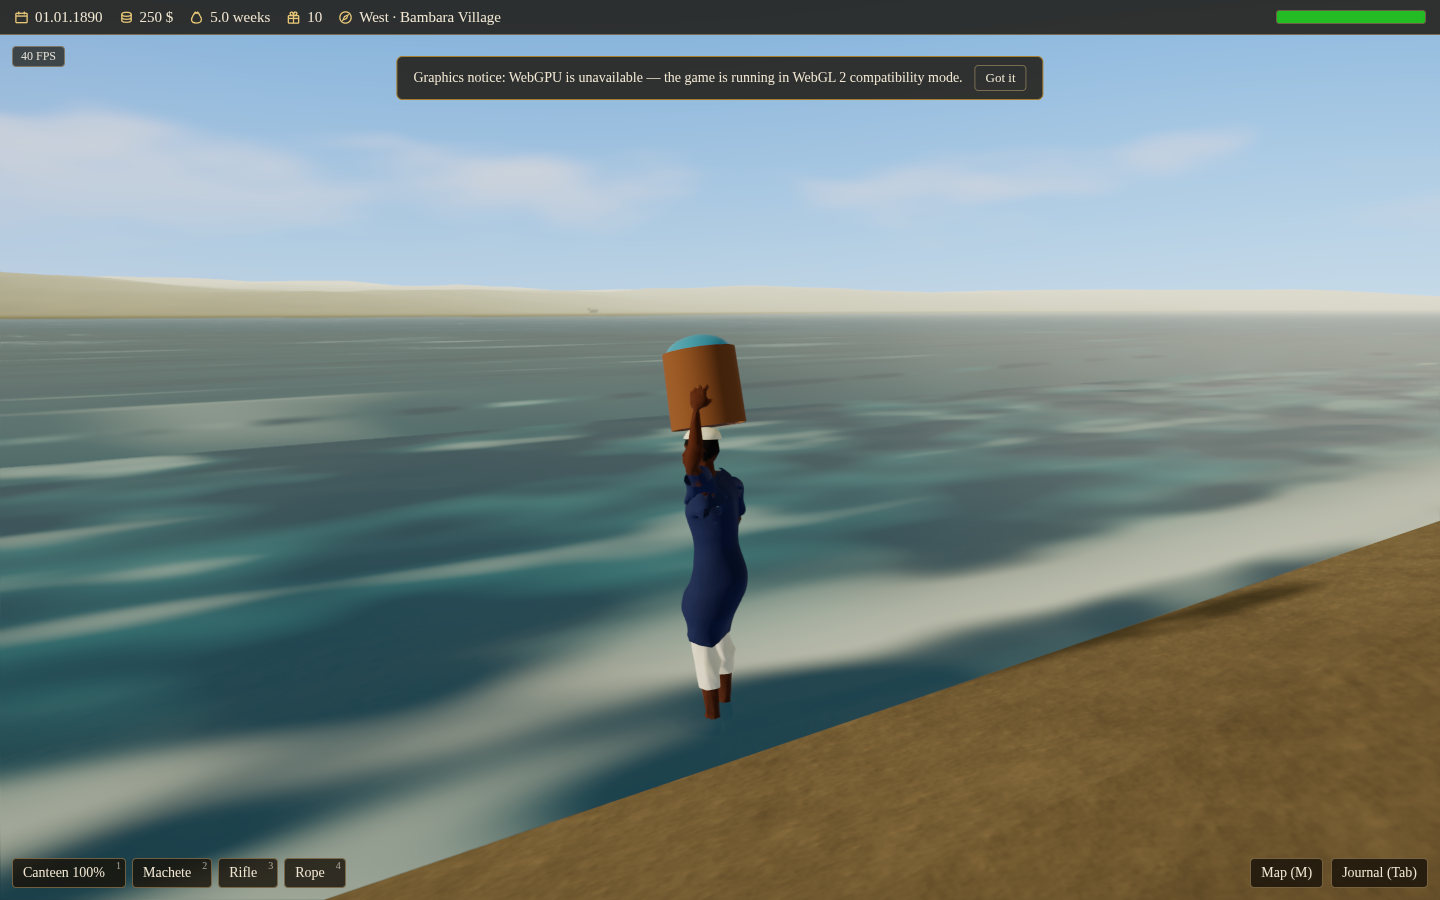 01.01.1890 250 $ 5.0 weeks 10 West · Bambara Village
40 FPS
Graphics notice: WebGPU is unavailable — the game is running in WebGL 2 compatibility mode. Got it
Canteen 100% 1 Machete 2 Rifle 3 Rope 4 Map (M) Journal (Tab)